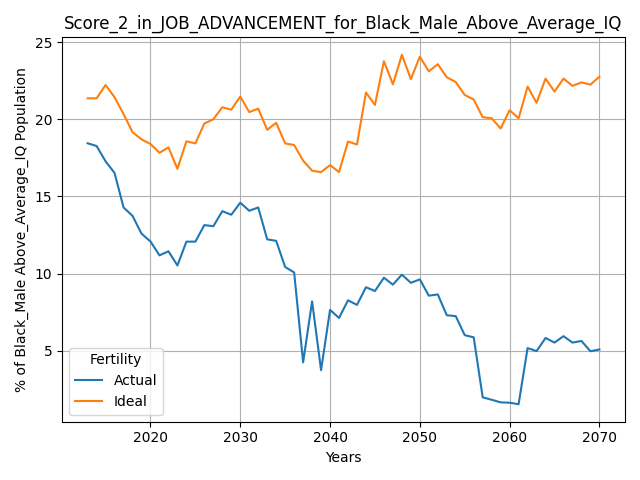 Score_2_in_JOB_ADVANCEMENT_for_Black_Male_Above_Average_IQ
% of Black_Male Above_Average_IQ Population
25
20
15
10
5
Fertility
Actual
Ideal
2020 2030 2040 2050 2060 2070
Years